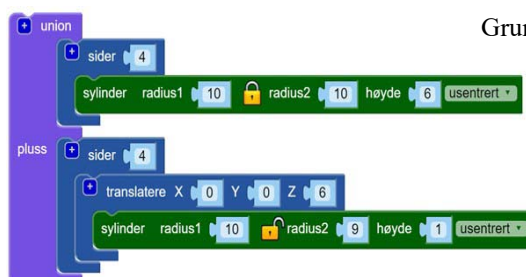 union
Grun
sider 4
sylinder radius1 10 radius2 10 høyde 6 usentrert
pluss
sider 4
translatere X 0 Y 0 Z 6
sylinder radius1 10 radius2 9 høyde 1 usentrert